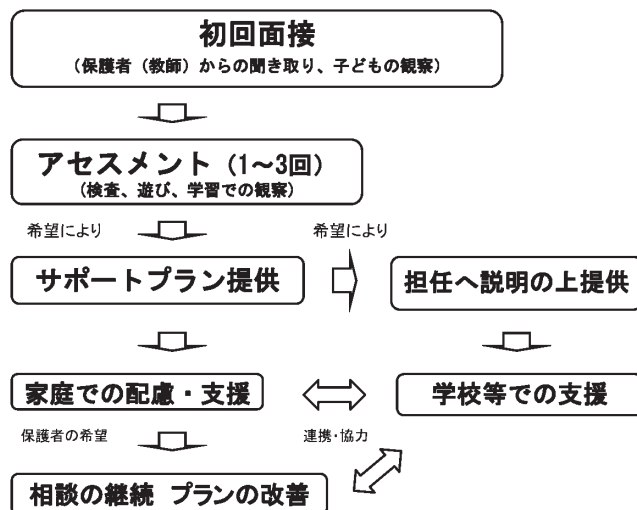 初回面接
(保護者（教師）からの聞き取り、子どもの観察)
アセスメント（1～3回）
(検査、遊び、学習での観察)
希望により
希望により
サポートプラン提供
担任へ説明の上提供
家庭での配慮・支援
学校等での支援
保護者の希望
連携・協力
相談の継続 プランの改善